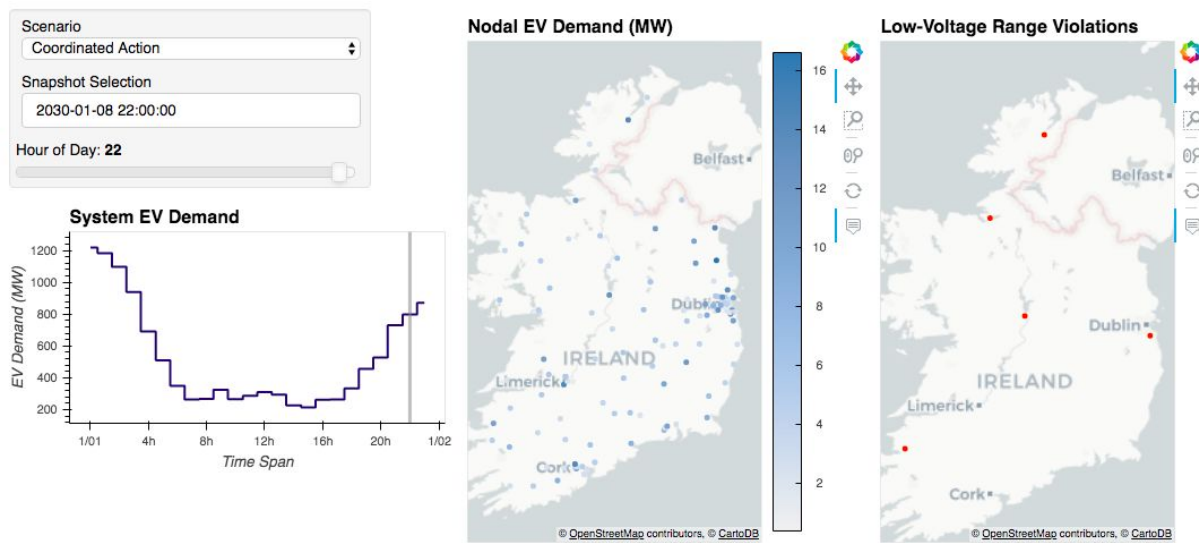 Scenario
Coordinated Action
Snapshot Selection
2030-01-08 22:00:00
Hour of Day: 22
System EV Demand
EV Demand (MW)
1200
1000
800
600
400
200
1/01
4h
8h
12h
16h
20h
1/02
Time Span
Nodal EV Demand (MW)
Belfast
Dublin
IRELAND
Limerick
Cork
© OpenStreetMap contributors, © CartoDB
16
14
12
10
8
6
4
2
Low-Voltage Range Violations
Belfast
Dublin
IRELAND
Limerick
Cork
© OpenStreetMap contributors, © CartoDB